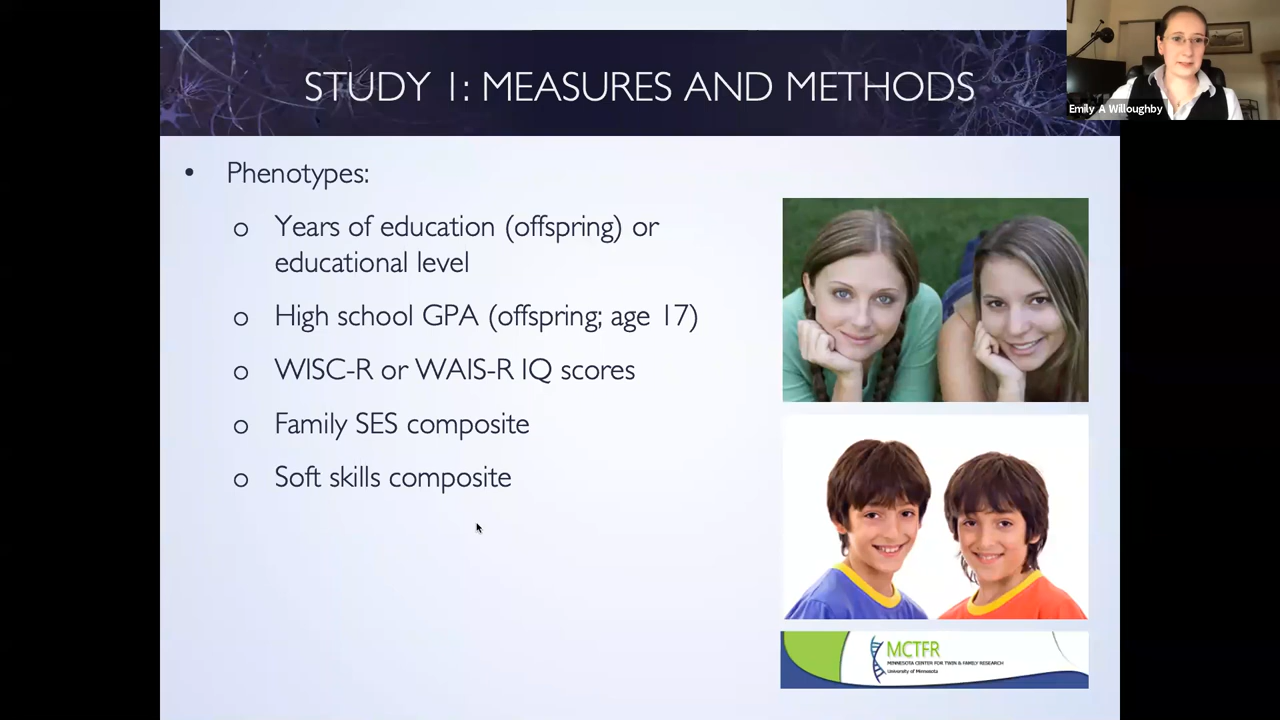 STUDY 1: MEASURES AND METHODS
Emily A Willoughby
• Phenotypes:
o Years of education (offspring) or
educational level
o High school GPA (offspring; age 17)
o WISC-R or WAIS-R IQ scores
o Family SES composite
o Soft skills composite
MCTFR
MINNESOTA CENTER FOR TWIN & FAMILY RESEARCH
University of Minnesota